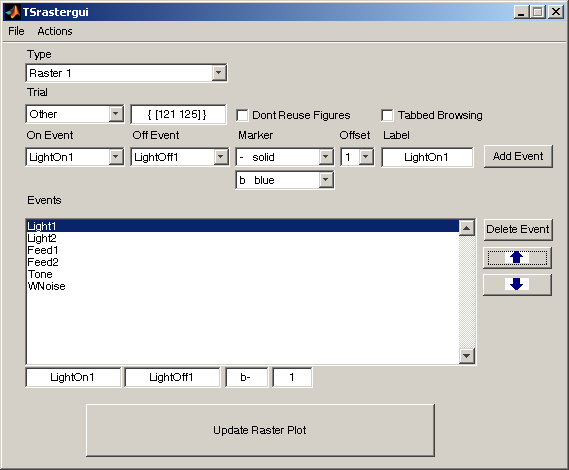 TSrastergui
File Actions
Type
Raster 1
Trial
Other { [121 125] } Dont Reuse Figures Tabbed Browsing
On Event Off Event Marker Offset Label
LightOn1 LightOff1 - solid 1 LightOn1 Add Event
b blue
Events
Light1
Light2
Feed1
Feed2
Tone
WNoise
Delete Event
LightOn1 LightOff1 b- 1
Update Raster Plot